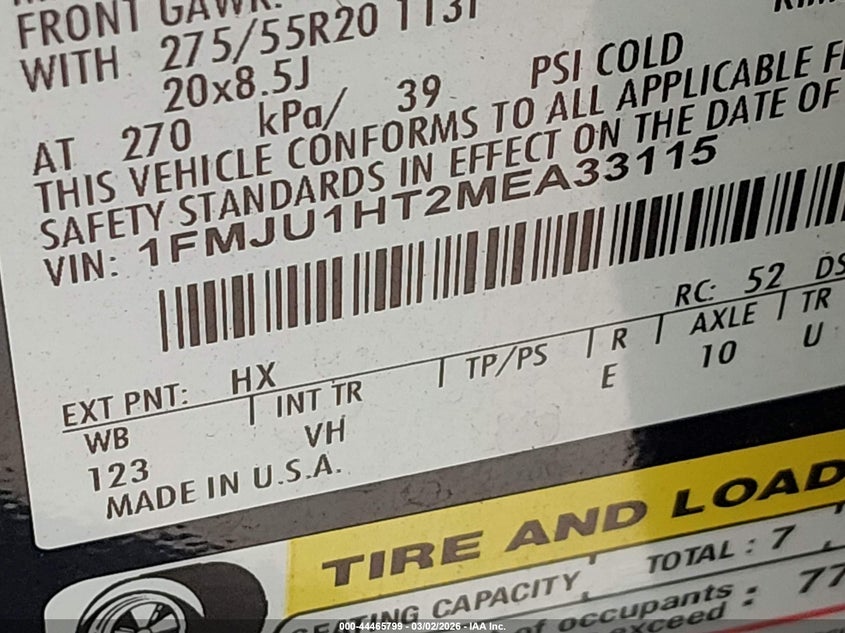 FRONT GAWR:
WITH 275/55R20 113T
20x8.5J
AT 270 kPa/ 39 PSI COLD
THIS VEHICLE CONFORMS TO ALL APPLICABLE
SAFETY STANDARDS IN EFFECT ON THE DATE OF
VIN: 1FMJU1HT2MEA33115
EXT PNT: HX RC: 52 DS
WB INT TR TP/PS R AXLE TR
123 VH E 10 U
MADE IN U.S.A.
TIRE AND LOAD
SEATING CAPACITY TOTAL : 7
of occupants
exceed : 77
000-44465799 - 03/02/2026 - IAA Inc.